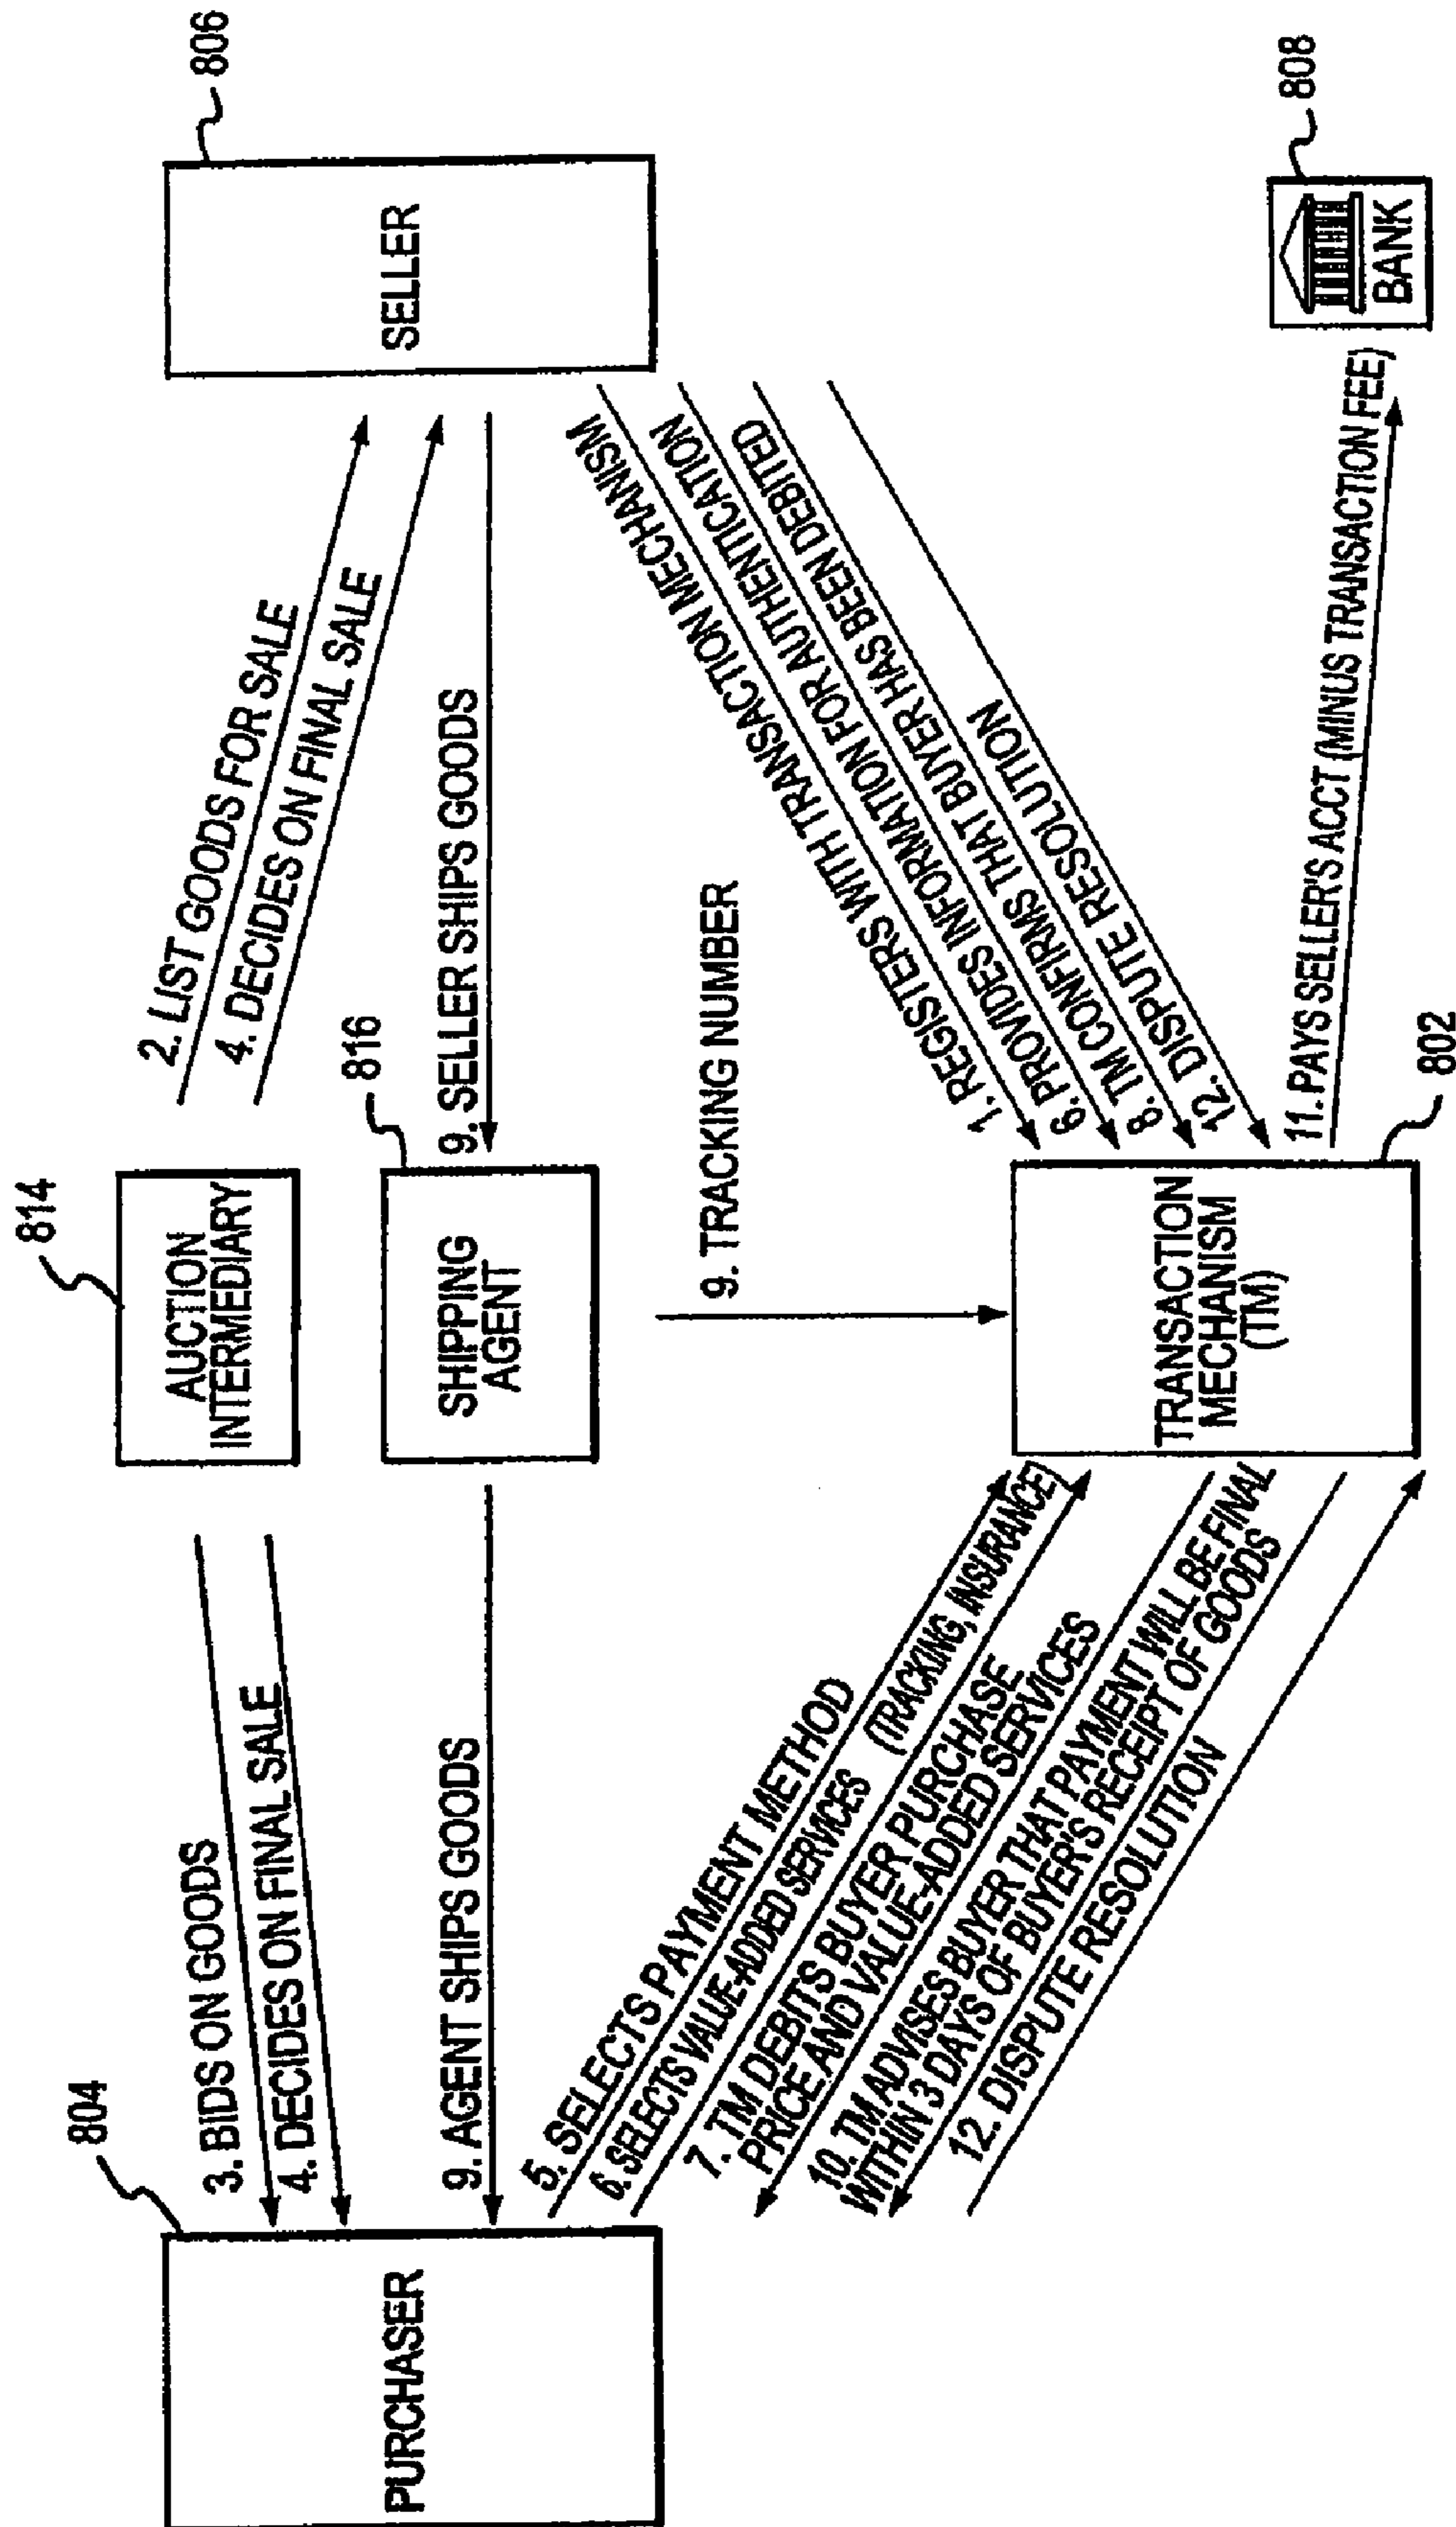 804
PURCHASER
3. BIDS ON GOODS
4. DECIDES ON FINAL SALE
9. AGENT SHIPS GOODS
814
AUCTION
INTERMEDIARY
816
SHIPPING
AGENT
2. LIST GOODS FOR SALE
4. DECIDES ON FINAL SALE
9. SELLER SHIPS GOODS
806
SELLER
9. TRACKING NUMBER
5. SELECTS PAYMENT METHOD
6. SELECTS VALUE-ADDED SERVICES (TRACKING, INSURANCE)
7. TM DEBITS BUYER PURCHASE
PRICE AND VALUE-ADDED SERVICES
10. TM ADVISES BUYER THAT PAYMENT WILL BE FINAL
WITHIN 3 DAYS OF BUYER'S RECEIPT OF GOODS
12. DISPUTE RESOLUTION
TRANSACTION
MECHANISM
(TM)
802
1. REGISTERS WITH TRANSACTION MECHANISM
6. PROVIDES INFORMATION FOR AUTHENTICATION
8. TM CONFIRMS THAT BUYER HAS BEEN DEBITED
12. DISPUTE RESOLUTION
11. PAYS SELLER'S ACCT (MINUS TRANSACTION FEE)
808
BANK